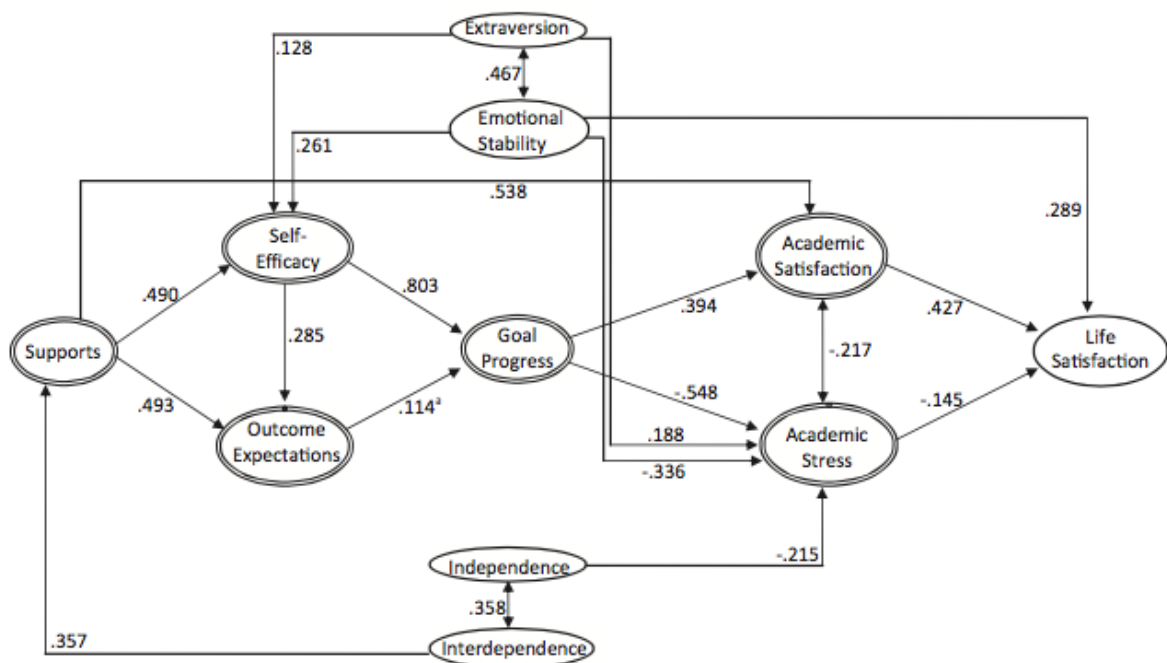 Extraversion
.128
.467
Emotional
Stability
.261
.538
.289
Self-
Efficacy
Academic
Satisfaction
.490
.803
.394
.427
Supports
.285
Goal
Progress
-.217
Life
Satisfaction
.493
.114ᵃ
-.548
-.145
Outcome
Expectations
.188
Academic
Stress
-.336
Independence
-.215
.358
.357
Interdependence